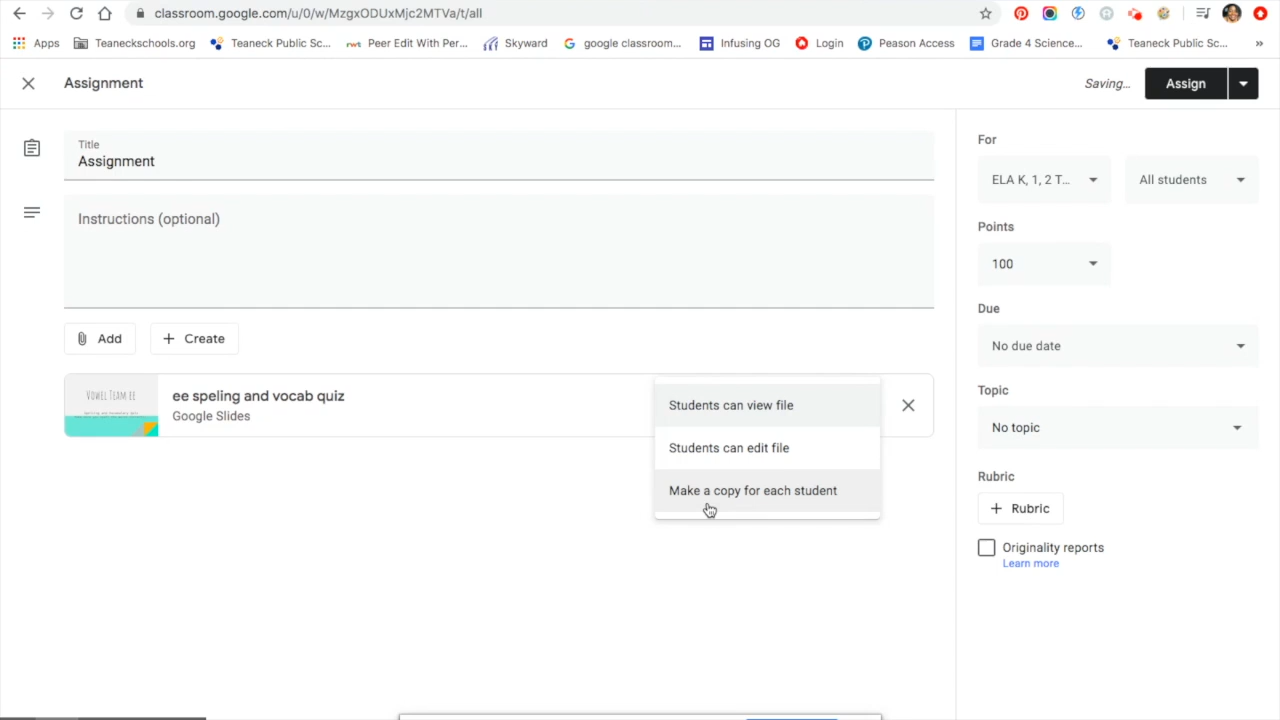 classroom.google.com/u/0/w/MzgxODUxMjc2MTVa/t/all
Apps Teaneckschools.org Teaneck Public Sc... rwt Peer Edit With Per... Skyward google classroom... Infusing OG Login Peason Access Grade 4 Science... Teaneck Public Sc... »
Assignment Saving... Assign
Title
Assignment
Instructions (optional)
Add Create
VOWEL TEAM EE
ee speling and vocab quiz
Google Slides
Students can view file
Students can edit file
Make a copy for each student
For
ELA K, 1, 2 T... All students
Points
100
Due
No due date
Topic
No topic
Rubric
Rubric
Originality reports
Learn more